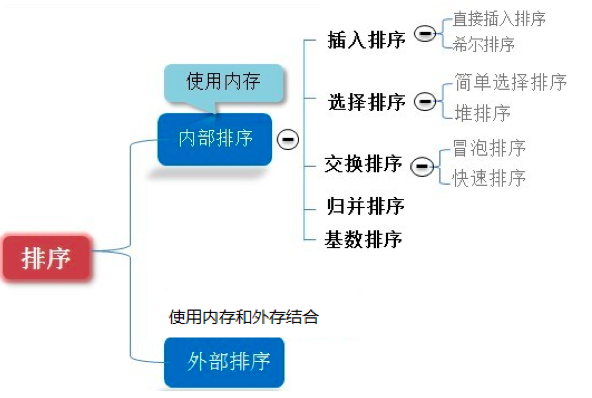 插入排序
直接插入排序
希尔排序
使用内存
内部排序
选择排序
简单选择排序
堆排序
交换排序
冒泡排序
快速排序
归并排序
基数排序
排序
使用内存和外存结合
外部排序